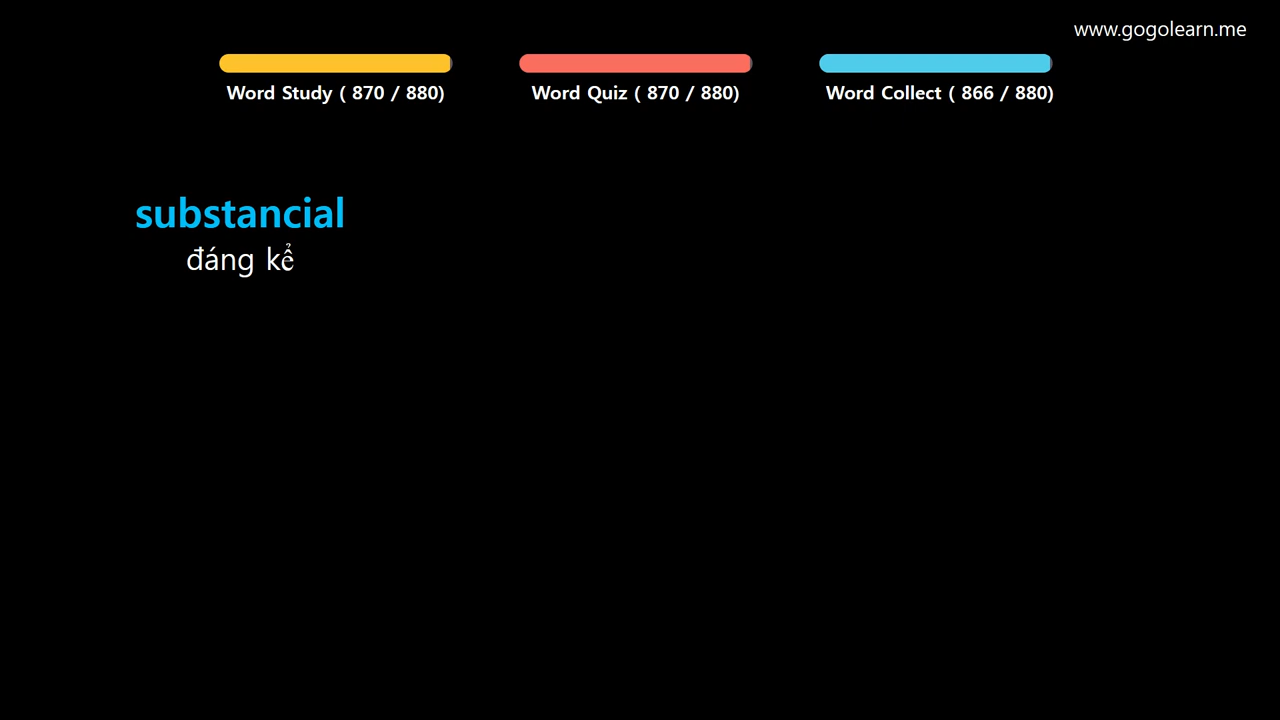 www.gogolearn.me
Word Study ( 870 / 880)
Word Quiz ( 870 / 880)
Word Collect ( 866 / 880)
substancial
đáng kể